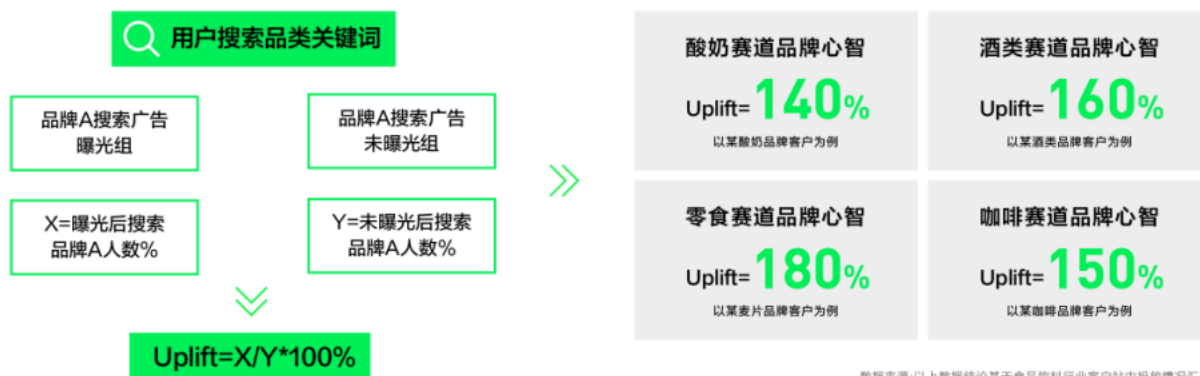 用户搜索品类关键词
品牌A搜索广告
曝光组
品牌A搜索广告
未曝光组
X=曝光后搜索
品牌A人数%
Y=未曝光后搜索
品牌A人数%
Uplift=X/Y*100%
酸奶赛道品牌心智
Uplift=140%
以某酸奶品牌客户为例
酒类赛道品牌心智
Uplift=160%
以某酒类品牌客户为例
零食赛道品牌心智
Uplift=180%
以某麦片品牌客户为例
咖啡赛道品牌心智
Uplift=150%
以某咖啡品牌客户为例